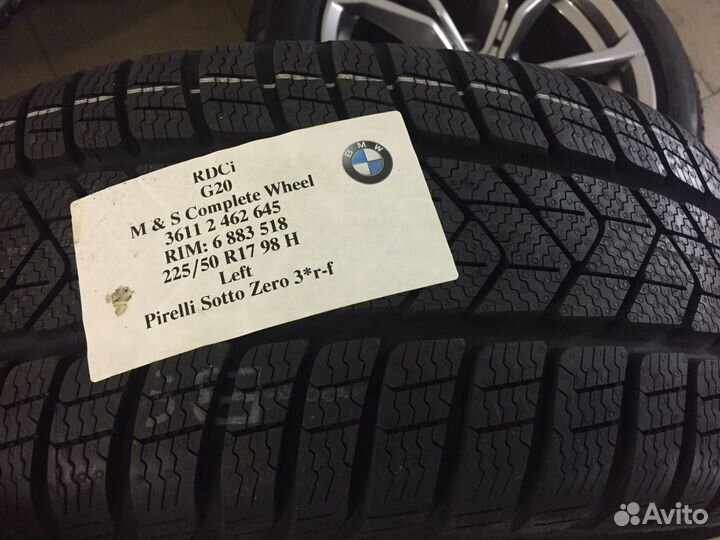 RDCi
G20
M & S Complete Wheel
3611 2 462 645
RIM: 6 883 518
225/50 R17 98 H
Left
Pirelli Sotto Zero 3*r-f
BMW
Avito